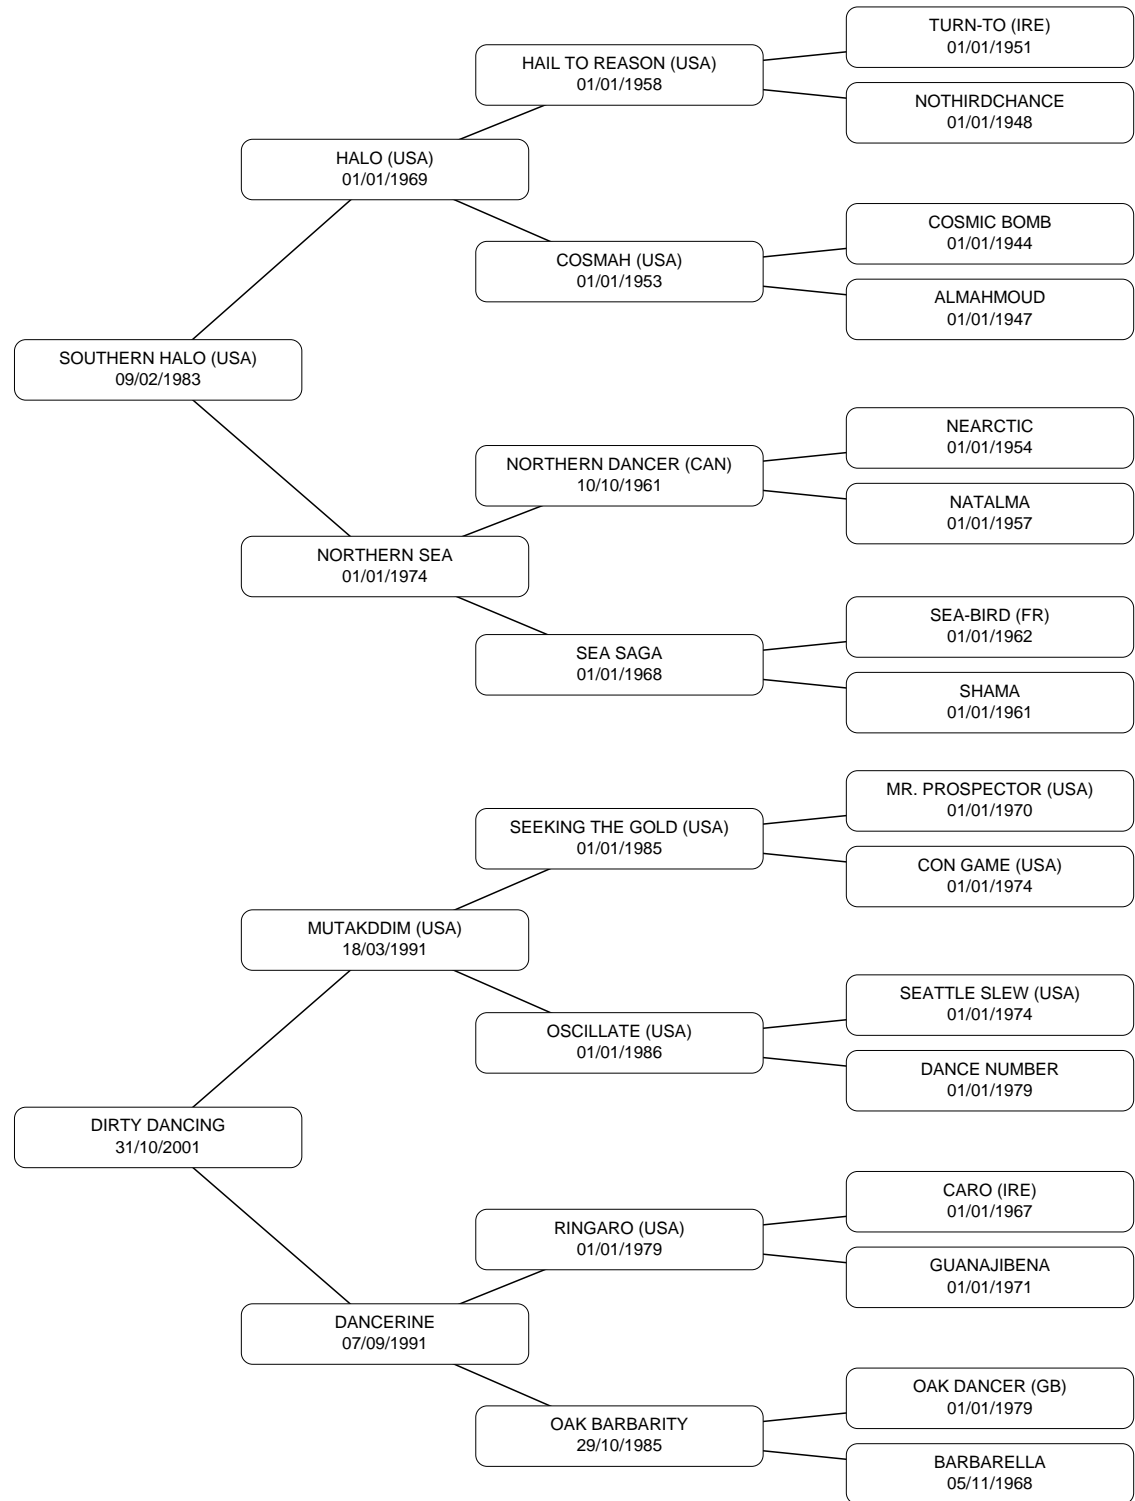 TURN-TO (IRE)
01/01/1951
HAIL TO REASON (USA)
01/01/1958
NOTHIRDCHANCE
01/01/1948
HALO (USA)
01/01/1969
COSMIC BOMB
01/01/1944
COSMAH (USA)
01/01/1953
ALMAHMOUD
01/01/1947
SOUTHERN HALO (USA)
09/02/1983
NEARCTIC
01/01/1954
NORTHERN DANCER (CAN)
10/10/1961
NATALMA
01/01/1957
NORTHERN SEA
01/01/1974
SEA-BIRD (FR)
01/01/1962
SEA SAGA
01/01/1968
SHAMA
01/01/1961
MR. PROSPECTOR (USA)
01/01/1970
SEEKING THE GOLD (USA)
01/01/1985
CON GAME (USA)
01/01/1974
MUTAKDDIM (USA)
18/03/1991
SEATTLE SLEW (USA)
01/01/1974
OSCILLATE (USA)
01/01/1986
DANCE NUMBER
01/01/1979
DIRTY DANCING
31/10/2001
CARO (IRE)
01/01/1967
RINGARO (USA)
01/01/1979
GUANAJIBENA
01/01/1971
DANCERINE
07/09/1991
OAK DANCER (GB)
01/01/1979
OAK BARBARITY
29/10/1985
BARBARELLA
05/11/1968